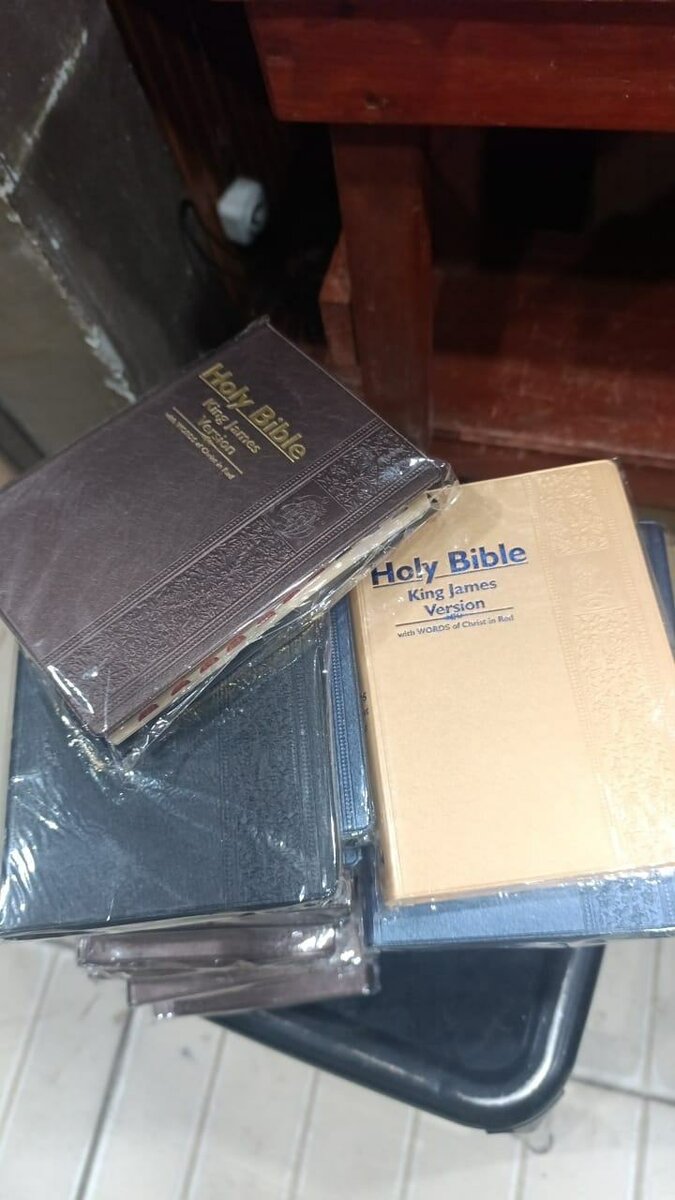 Holy Bible
King James
Version
with WORDS of Christ in Red
Holy Bible
King James
Version
with WORDS of Christ in Red